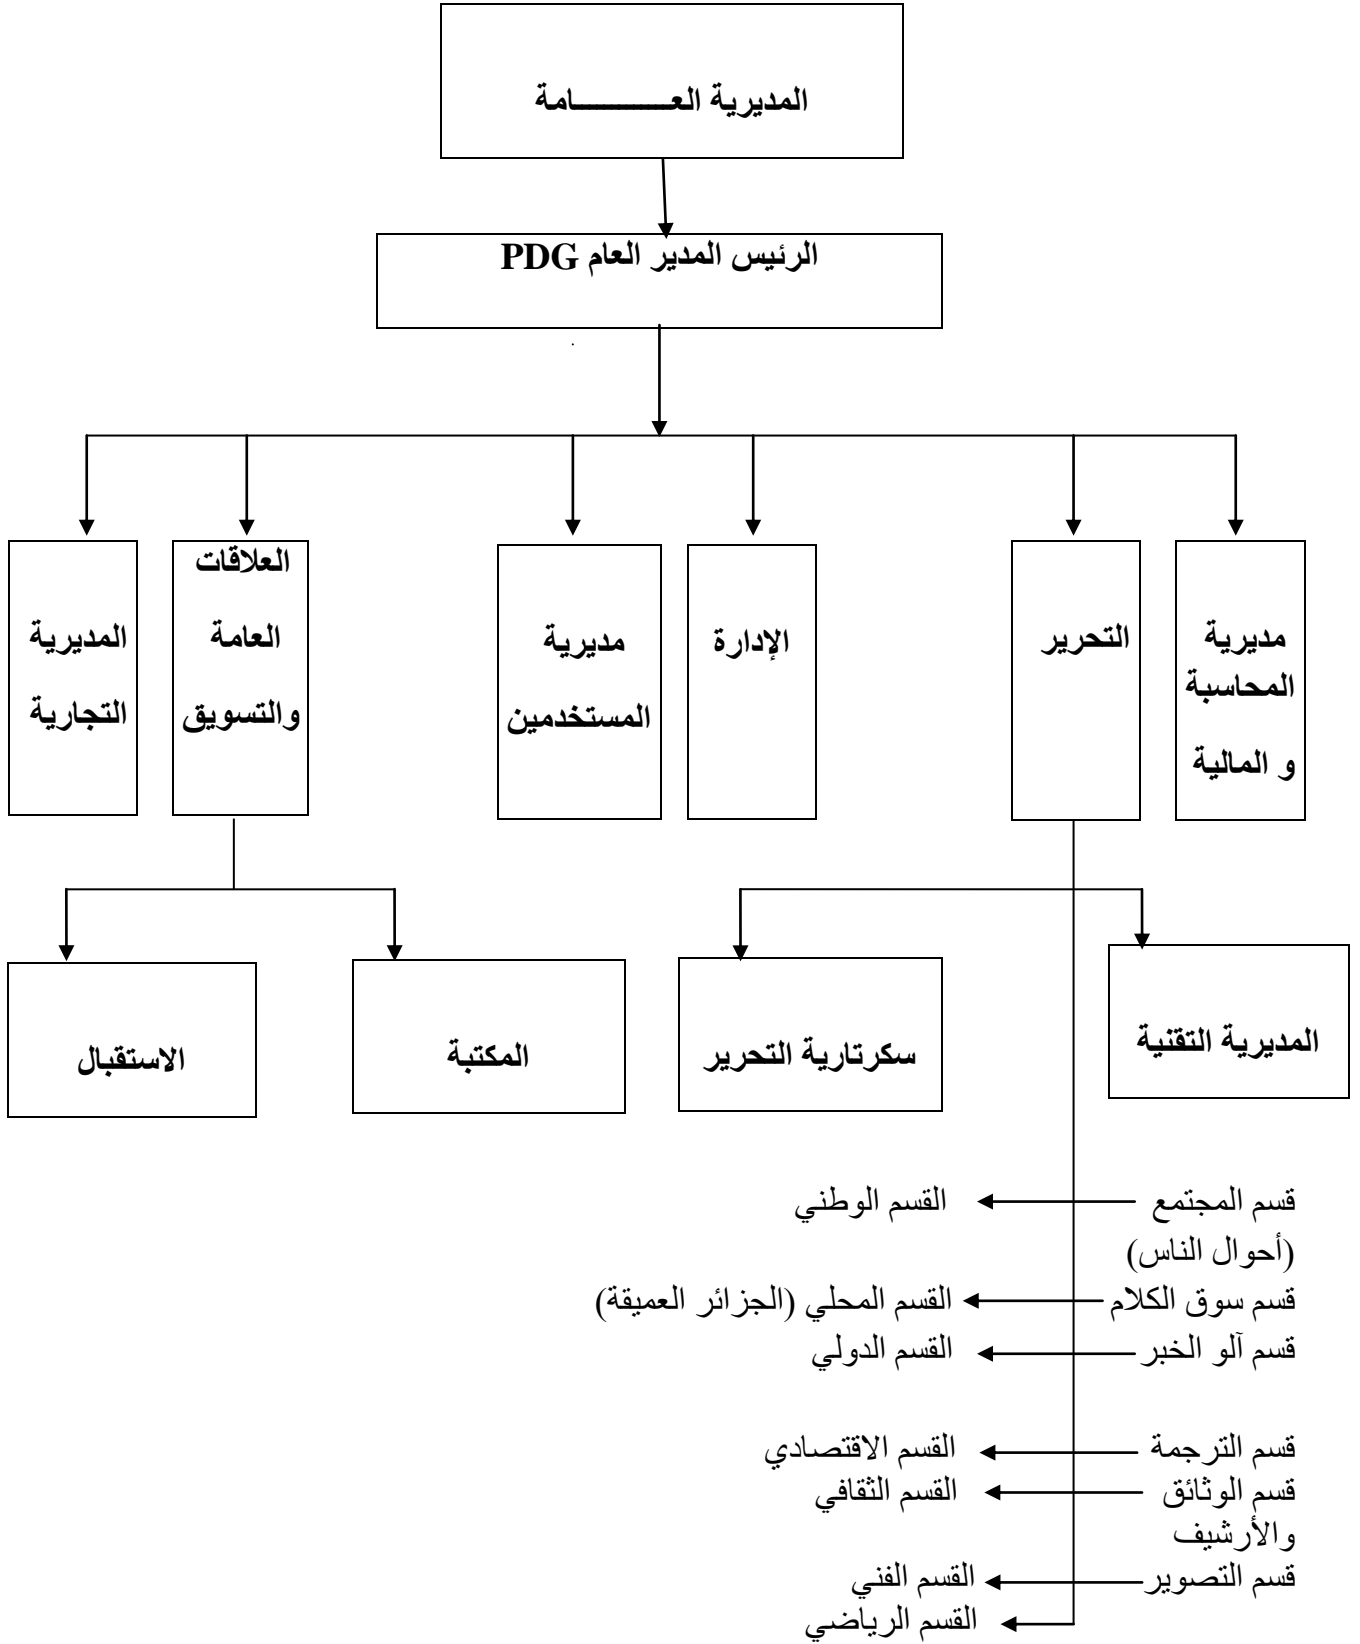 المديرية العـــــــــــامة
الرئيس المدير العام PDG
مديرية
المحاسبة
و المالية
التحرير
الإدارة
مديرية
المستخدمين
العلاقات
العامة
والتسويق
المديرية
التجارية
المديرية التقنية
سكرتارية التحرير
المكتبة
الاستقبال
قسم المجتمع القسم الوطني
(أحوال الناس)
قسم سوق الكلام القسم المحلي (الجزائر العميقة)
قسم آلو الخبر القسم الدولي
قسم الترجمة القسم الاقتصادي
قسم الوثائق القسم الثقافي
والأرشيف
قسم التصوير القسم الفني
القسم الرياضي